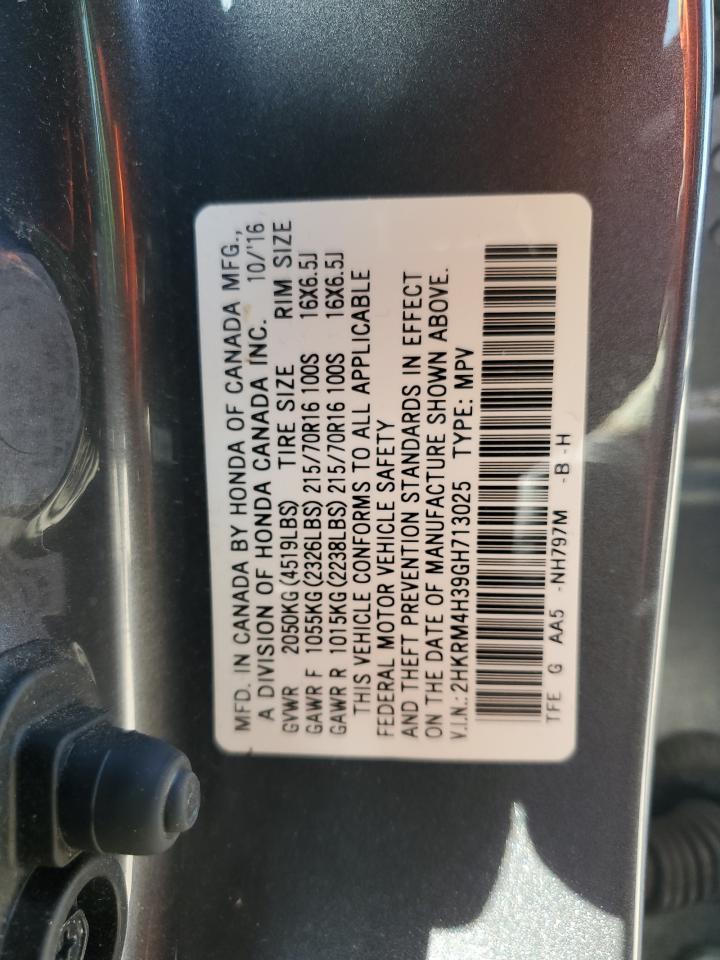 MFD. IN CANADA BY HONDA OF CANADA MFG.,
A DIVISION OF HONDA CANADA INC. 10/'16
GVWR 2050KG(4519LBS) TIRE SIZE RIM SIZE
GAWR F 1055KG(2326LBS) 215/70R16 100S 16X6.5J
GAWR R 1015KG(2238LBS) 215/70R16 100S 16X6.5J
THIS VEHICLE CONFORMS TO ALL APPLICABLE
FEDERAL MOTOR VEHICLE SAFETY
AND THEFT PREVENTION STANDARDS IN EFFECT
ON THE DATE OF MANUFACTURE SHOWN ABOVE.
V.I.N.:2HKRM4H39GH713025 TYPE: MPV
TFE G AA5 -NH797M -B -H